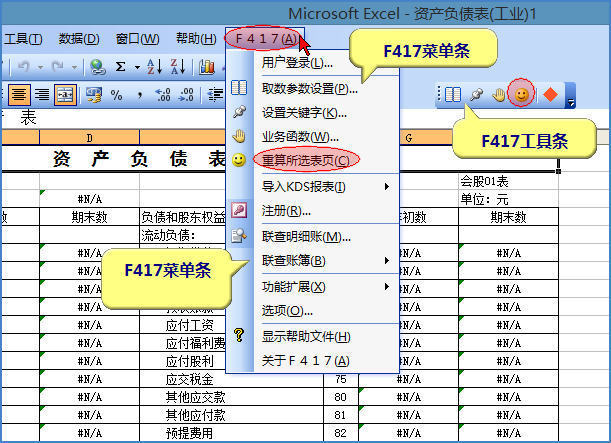 Microsoft Excel - 资产负债表(工业)1
工具(T) 数据(D) 窗口(W) 帮助(H) Ｆ４１７(A)
F417菜单条
F417工具条
用户登录(L)...
取数参数设置(P)...
设置关键字(K)...
业务函数(W)...
重算所选表页(C)
导入KDS报表(I)
注册(R)...
联查明细账(M)...
联查账簿(B)
功能扩展(X)
选项(O)...
显示帮助文件(H)
关于Ｆ４１７(A)
F417菜单条
表
D G
资 产 负 债 表
会股01表
#N/A 单位：元
数 期末数 负债和股东权益 初数 期末数
流动负债：
#N/A #N/A #N/A
#N/A #N/A #N/A
#N/A #N/A #N/A
#N/A #N/A #N/A
#N/A 应付工资 #N/A #N/A
#N/A 应付福利费 #N/A #N/A
#N/A 应付股利 #N/A #N/A
#N/A 应交税金 75 #N/A #N/A
#N/A 其他应交款 80 #N/A #N/A
#N/A 其他应付款 81 #N/A #N/A
#N/A 预提费用 82 #N/A #N/A